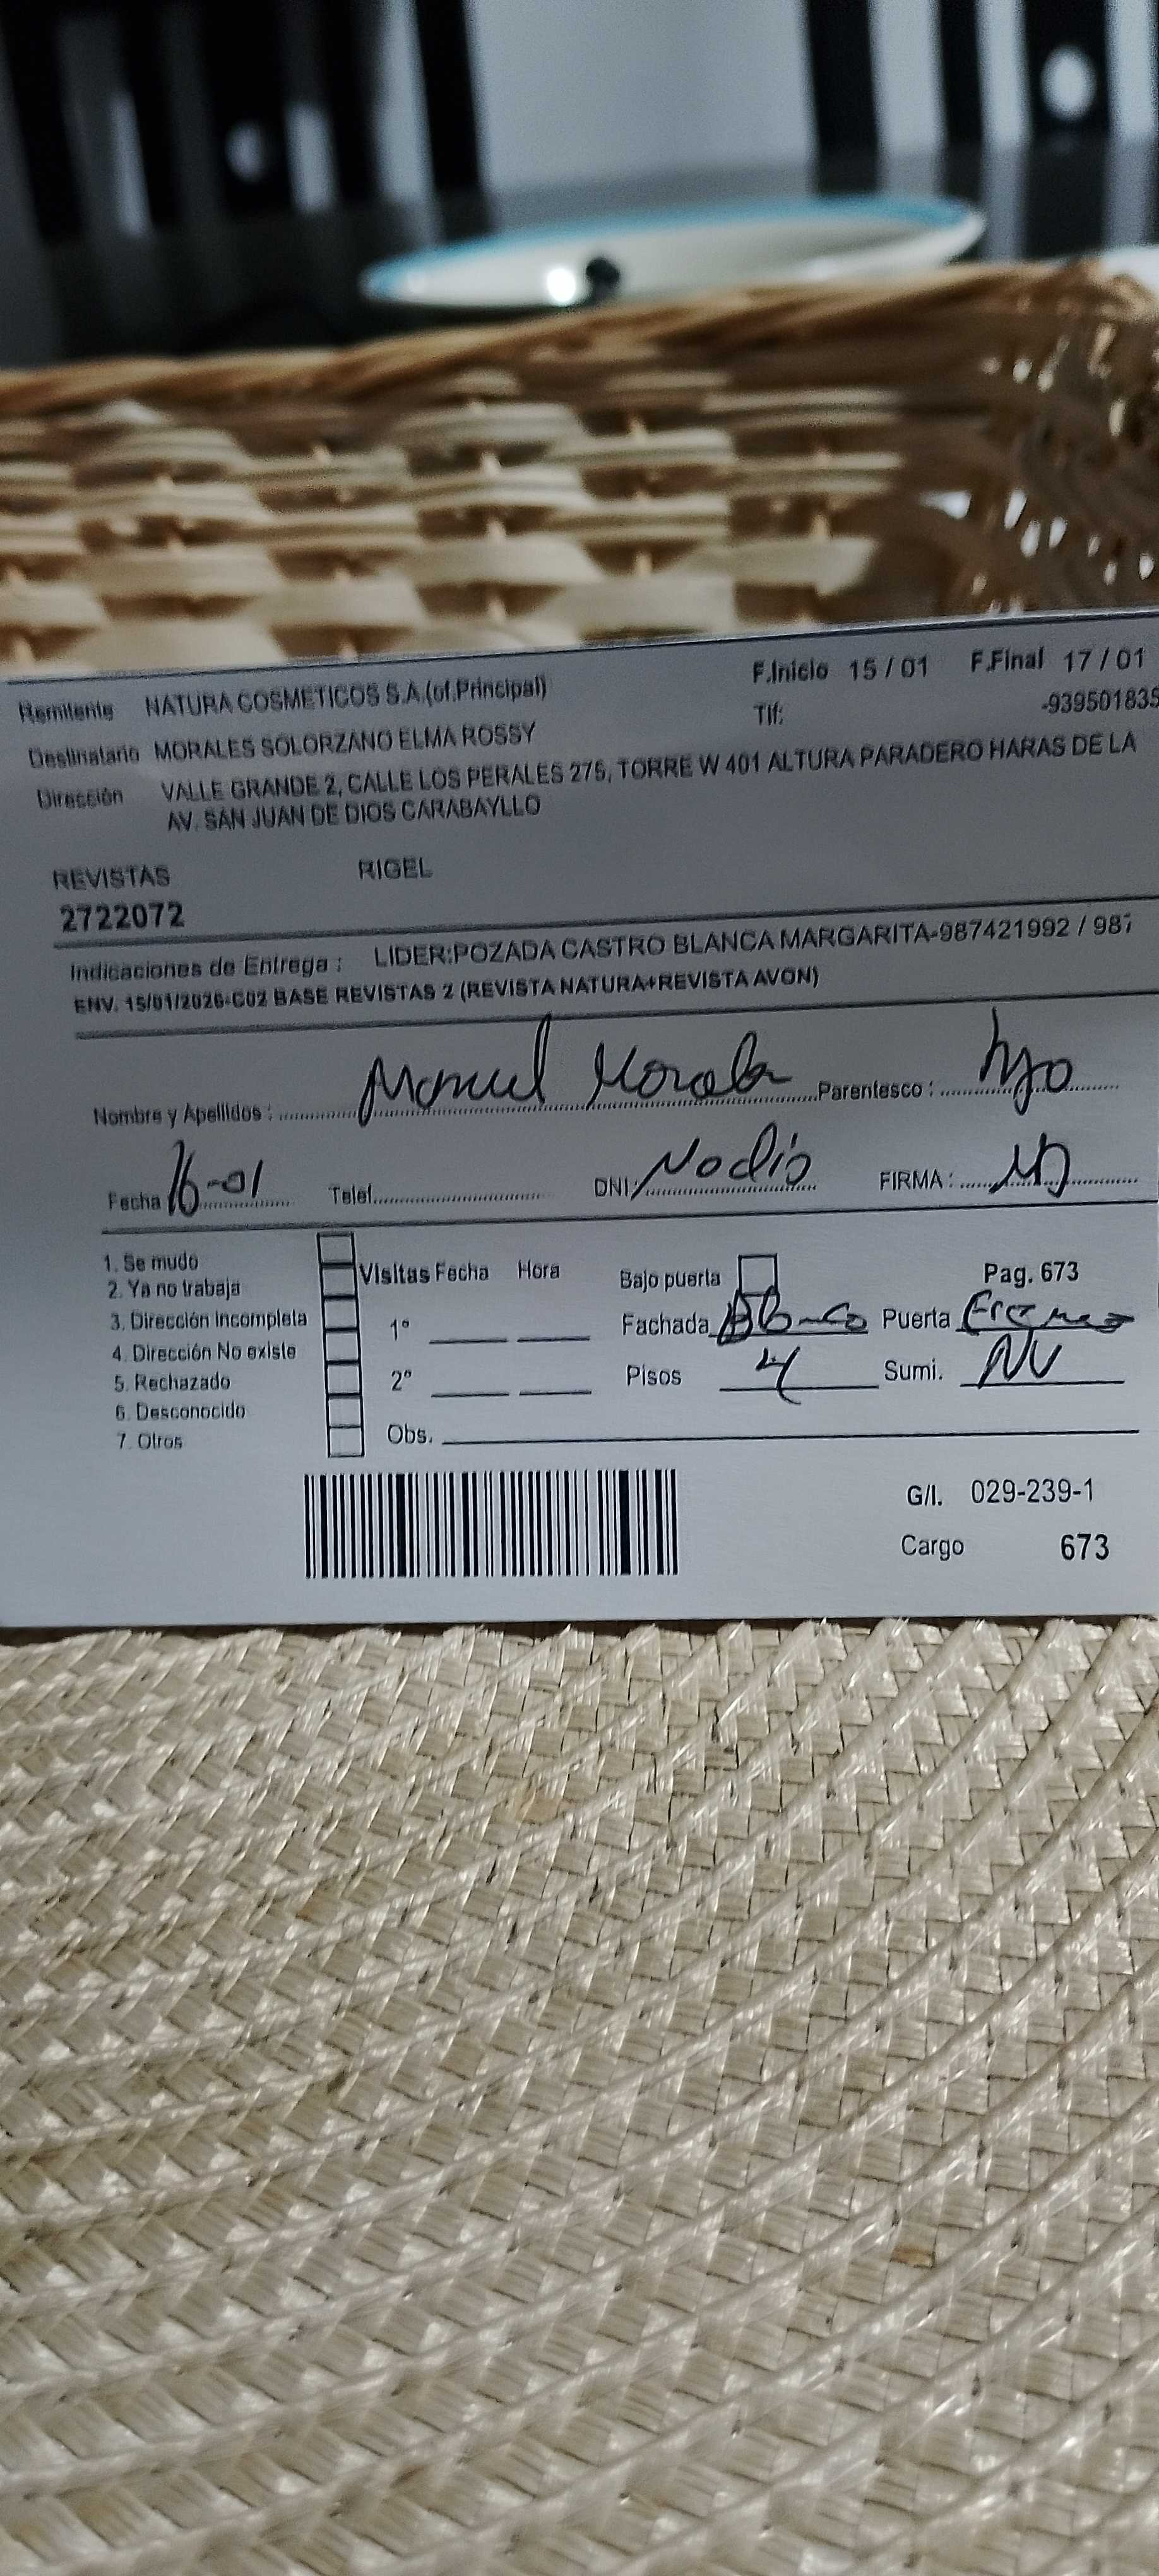 Remitente NATURA COSMETICOS S.A.(of.Principal) F.Inicio 15 / 01 F.Final 17 / 01
Tlf: -939501835
Destinatario MORALES SOLORZANO ELMA ROSSY
Dirección VALLE GRANDE 2, CALLE LOS PERALES 275, TORRE W 401 ALTURA PARADERO HARAS DE LA
AV. SAN JUAN DE DIOS CARABAYLLO
REVISTAS RIGEL
2722072
Indicaciones de Entrega : LIDER:POZADA CASTRO BLANCA MARGARITA-987421992 / 987
ENV. 15/01/2026-C02 BASE REVISTAS 2 (REVISTA NATURA+REVISTA AVON)
Nombre y Apellidos : Manuel Morales Parentesco : hijo
Fecha 16-01 Telef. DNI: No dió FIRMA :
1. Se mudo
2. Ya no trabaja
3. Dirección Incompleta
4. Dirección No existe
5. Rechazado
6. Desconocido
7. Otros
Visitas Fecha Hora
1º
2º
Obs.
Bajo puerta Pag. 673
Fachada Blanco Puerta
Pisos 4 Sumi. NV
G/I. 029-239-1
Cargo 673